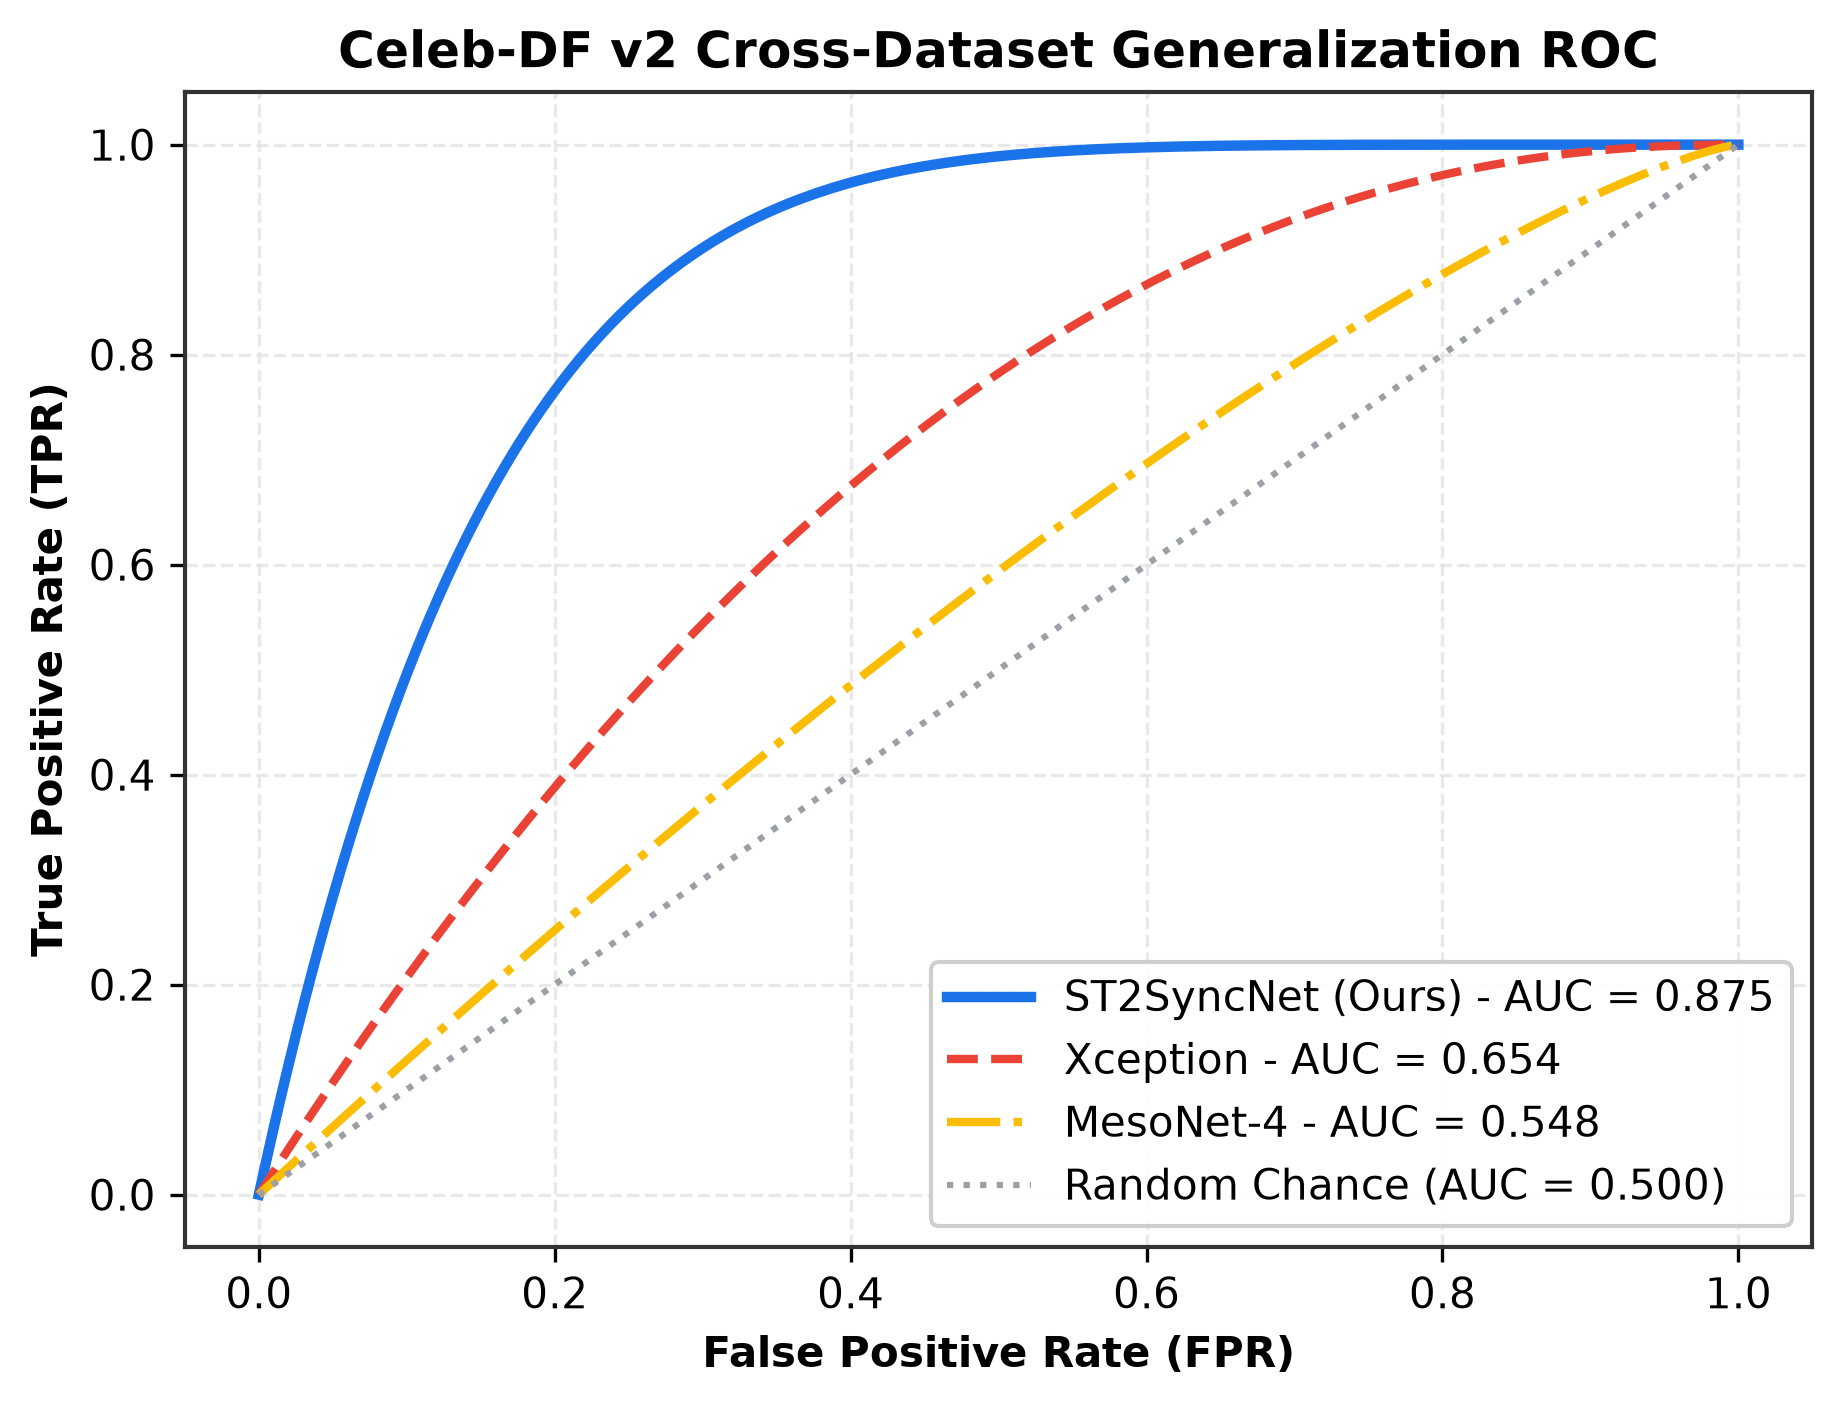 Celeb-DF v2 Cross-Dataset Generalization ROC
True Positive Rate (TPR)
1.0
0.8
0.6
0.4
0.2
0.0
ST2SyncNet (Ours) - AUC = 0.875
Xception - AUC = 0.654
MesoNet-4 - AUC = 0.548
Random Chance (AUC = 0.500)
0.0 0.2 0.4 0.6 0.8 1.0
False Positive Rate (FPR)